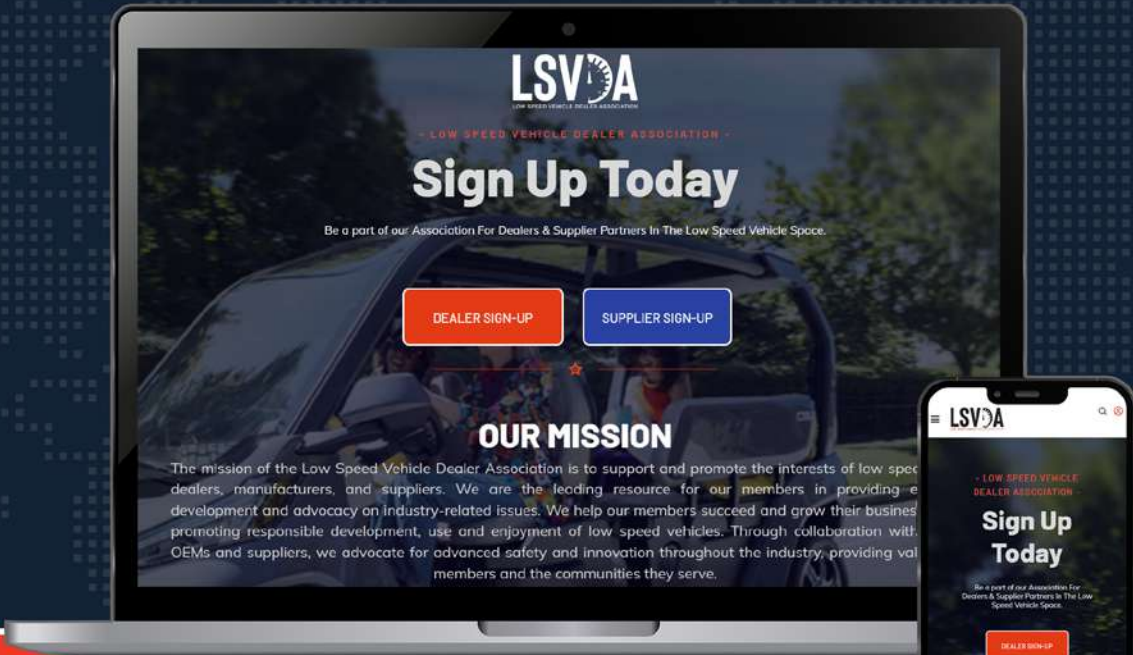 LSVDA
LOW SPEED VEHICLE DEALER ASSOCIATION
- LOW SPEED VEHICLE DEALER ASSOCIATION -
Sign Up Today
Be a part of our Association For Dealers & Supplier Partners In The Low Speed Vehicle Space.
DEALER SIGN-UP
SUPPLIER SIGN-UP
OUR MISSION
The mission of the Low Speed Vehicle Dealer Association is to support and promote the interests of low spee
dealers, manufacturers, and suppliers. We are the leading resource for our members in providing e
development and advocacy on industry-related issues. We help our members succeed and grow their busines
promoting responsible development, use and enjoyment of low speed vehicles. Through collaboration with
OEMs and suppliers, we advocate for advanced safety and innovation throughout the industry, providing val
members and the communities they serve.
LSVDA
- LOW SPEED VEHICLE
DEALER ASSOCIATION -
Sign Up
Today
Be a part of our Association For
Dealers & Supplier Partners In The Low
Speed Vehicle Space.
DEALER SIGN-UP